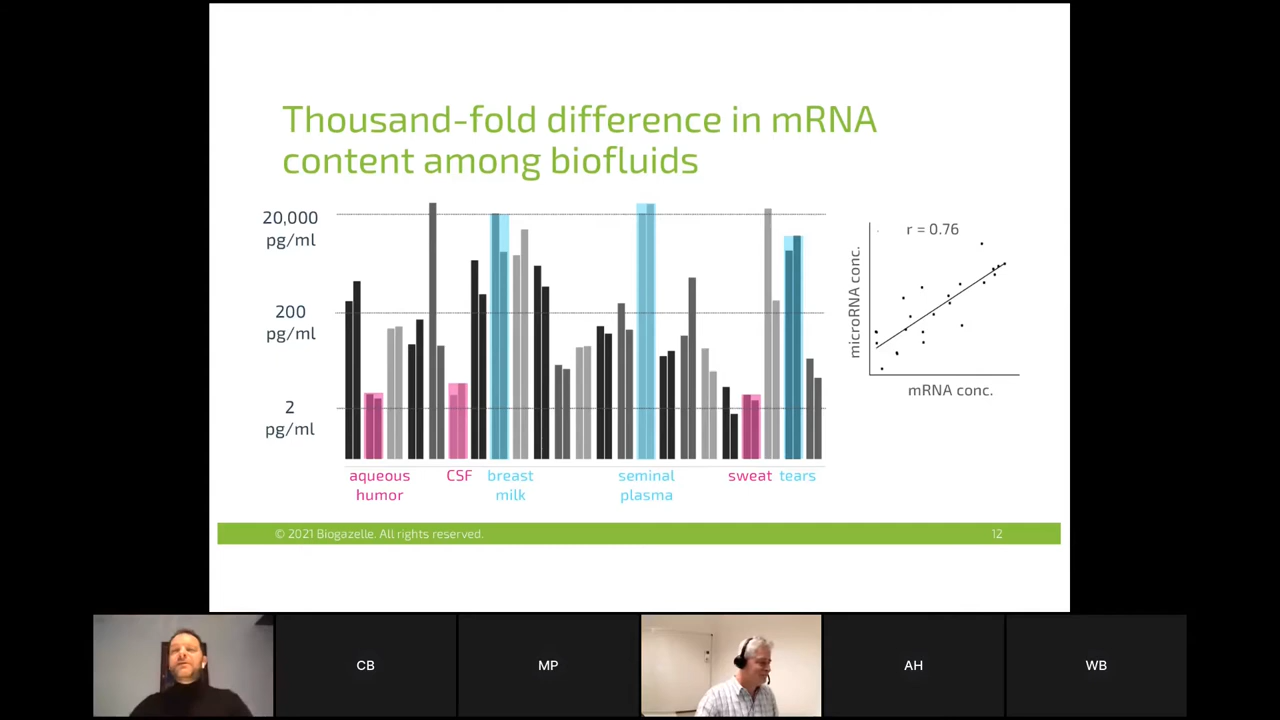 Thousand-fold difference in mRNA
content among biofluids
20,000
pg/ml
200
pg/ml
2
pg/ml
aqueous
humor
CSF
breast
milk
seminal
plasma
sweat
tears
r = 0.76
microRNA conc.
mRNA conc.
© 2021 Biogazelle. All rights reserved.
12
CB
MP
AH
WB